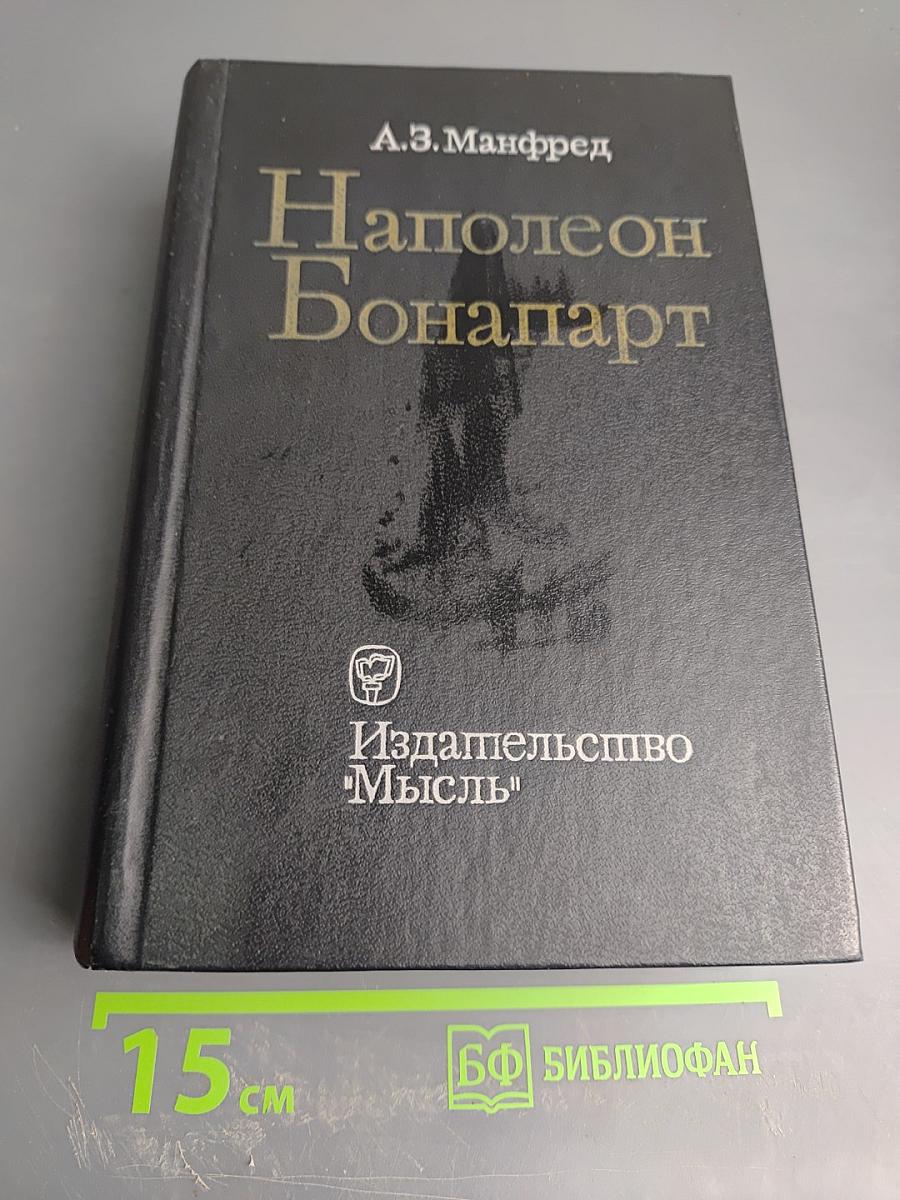 А.З.Манфред
Наполеон
Бонапарт
Издательство
"Мысль"
15 см
БФ БИБЛИОФАН